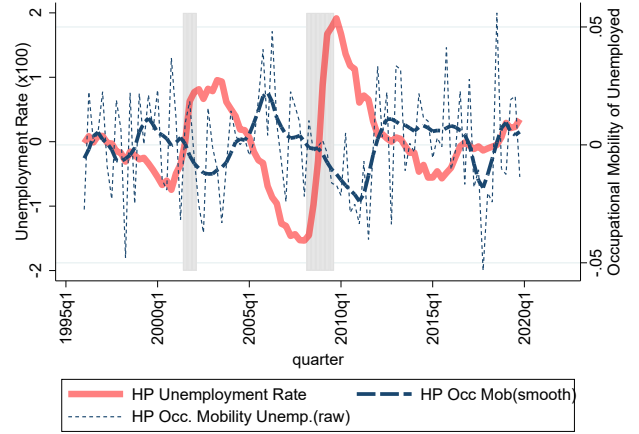 Unemployment Rate (x100)
2
1
0
-1
-2
.05
0
-.05
Occupational Mobility of Unemployed
1995q1
2000q1
2005q1
2010q1
2015q1
2020q1
quarter
HP Unemployment Rate
HP Occ Mob(smooth)
HP Occ. Mobility Unemp.(raw)